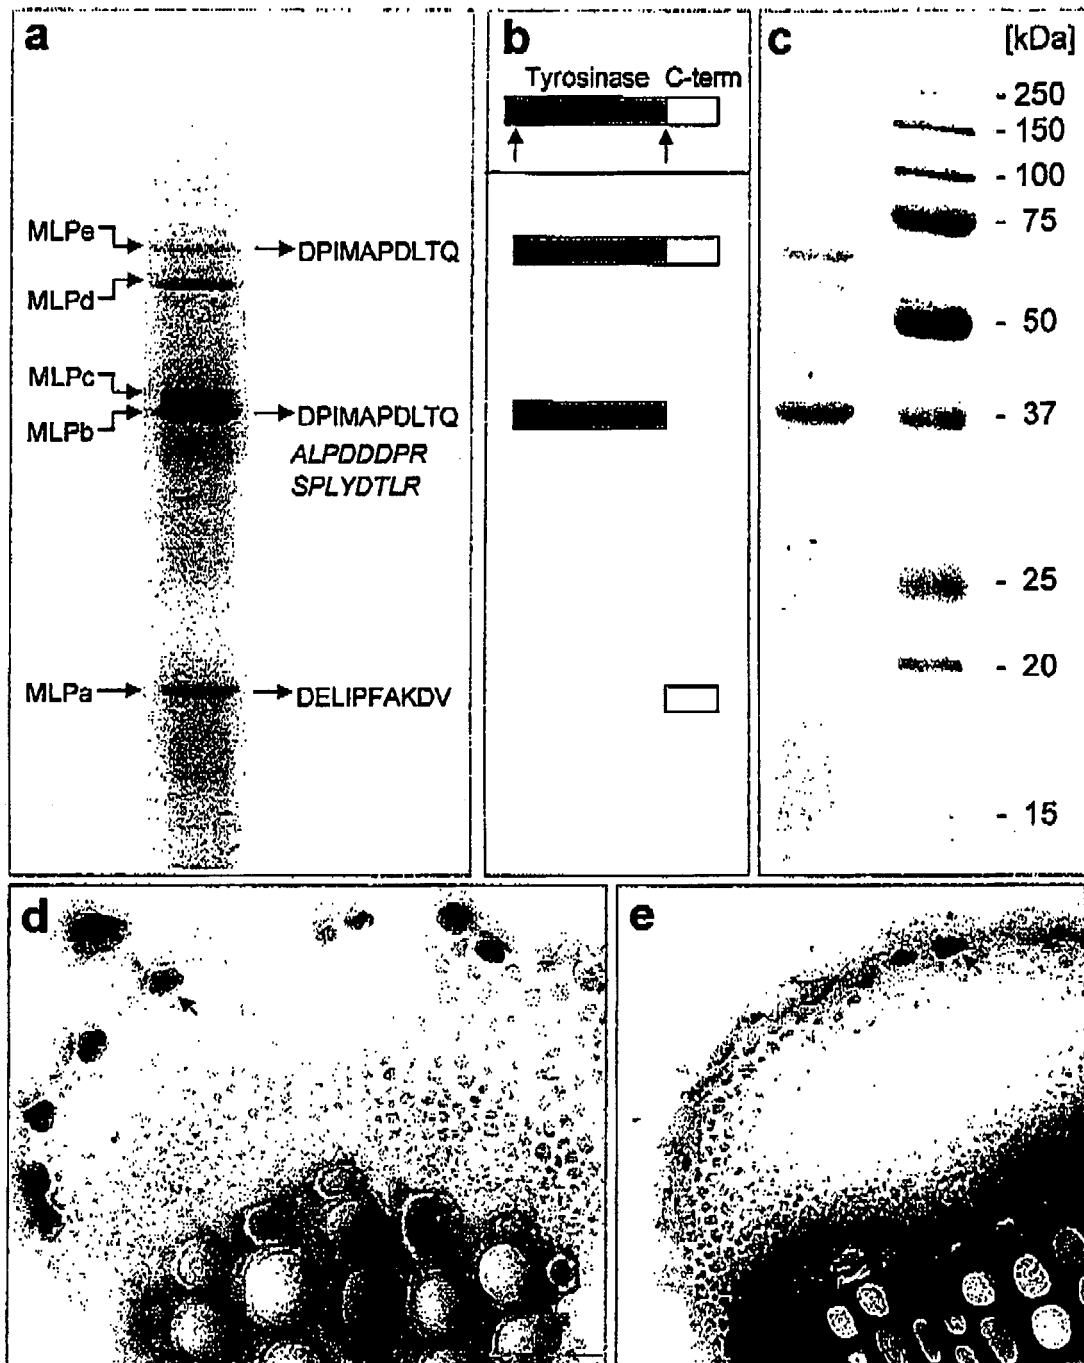 a
MLPe
DPIMAPDLTQ
MLPd
MLPc
MLPb
DPIMAPDLTQ
ALPDDDPR
SPLYDTLR
MLPa
DELIPFAKDV
b
Tyrosinase C-term
c
[kDa]
- 250
- 150
- 100
- 75
- 50
- 37
- 25
- 20
- 15
d
e